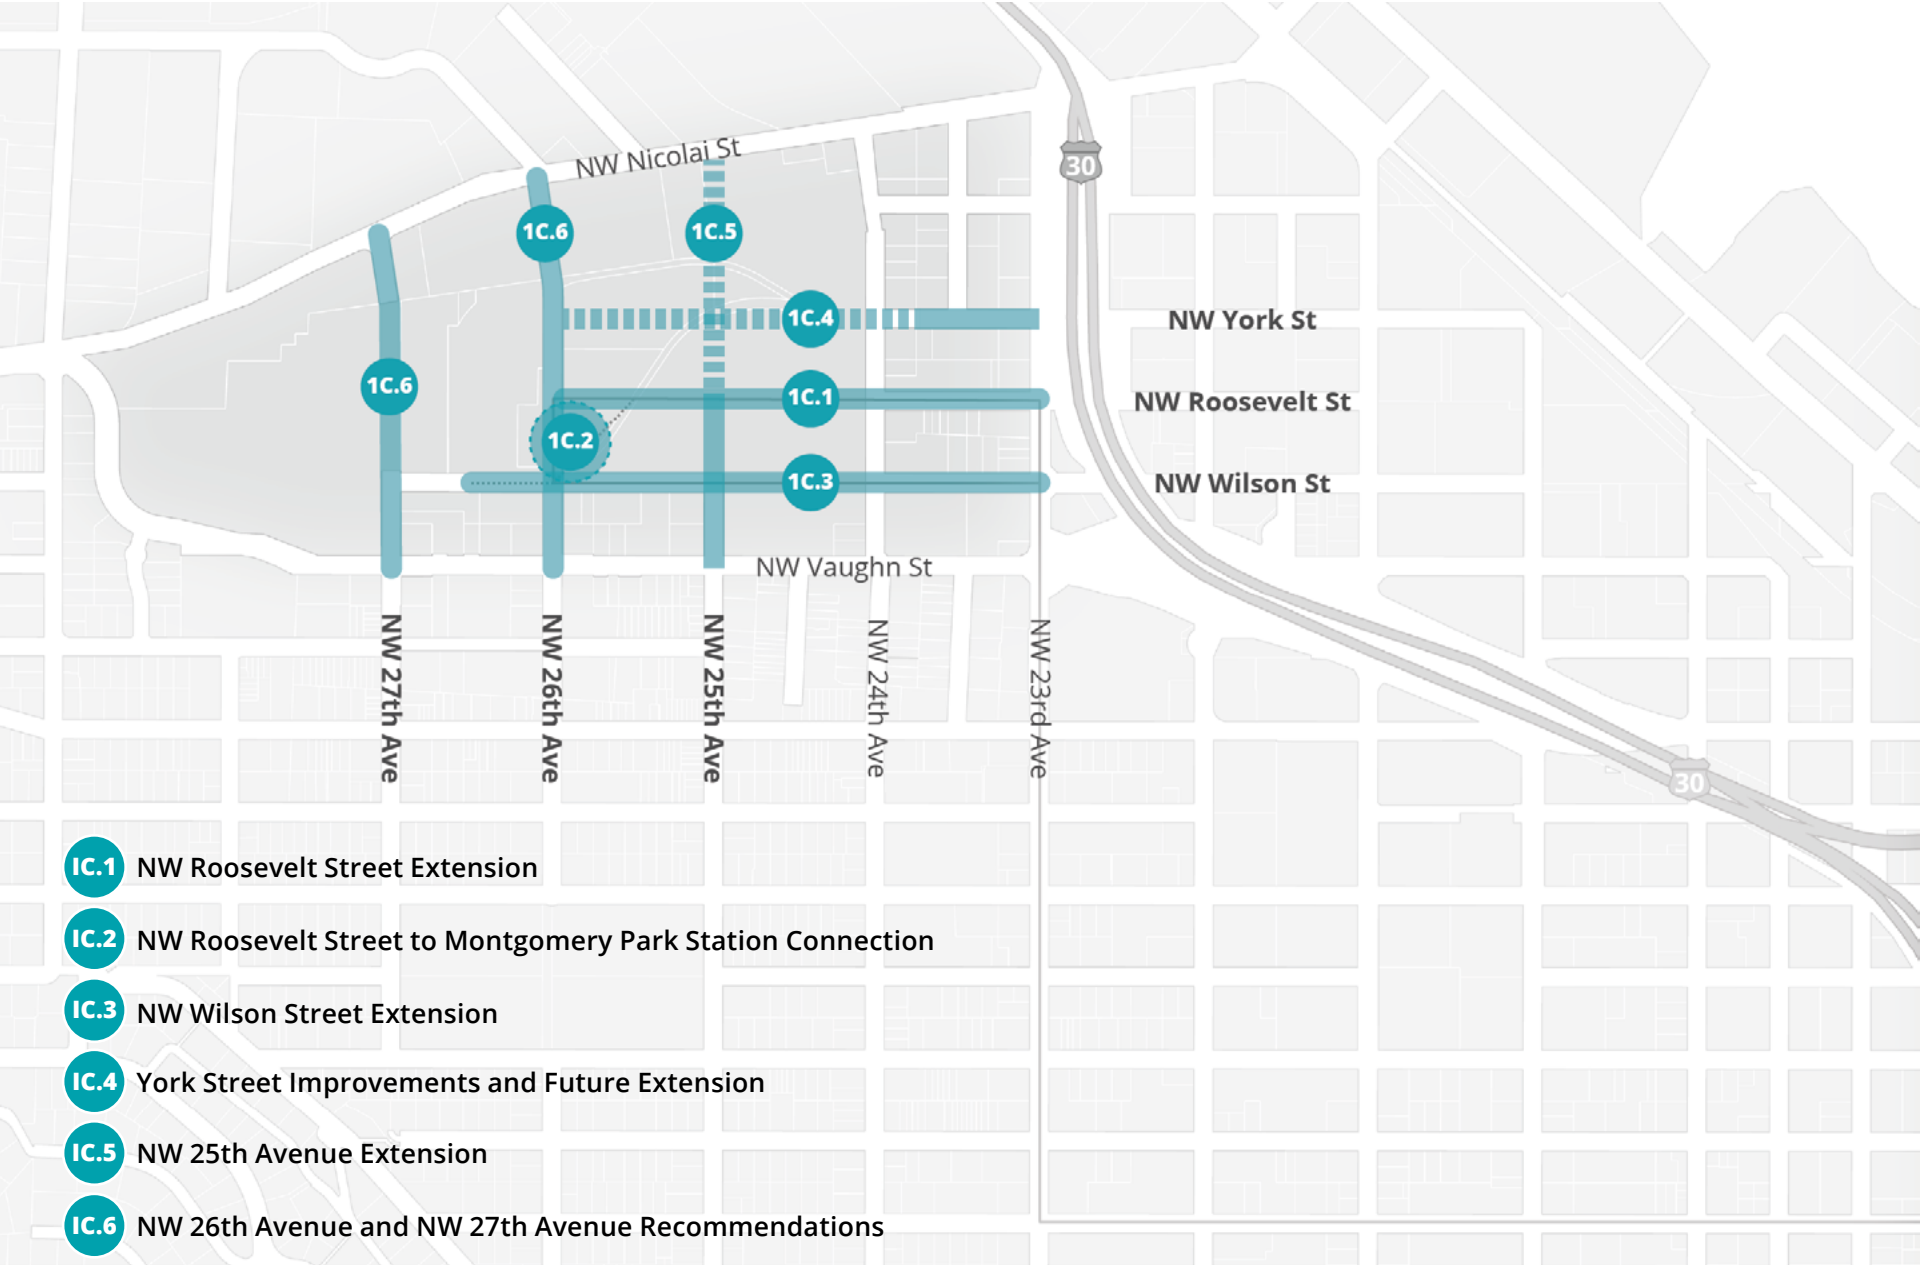 30
NW Nicolai St
1C.6
1C.5
1C.4
NW York St
1C.6
1C.1
NW Roosevelt St
1C.2
1C.3
NW Wilson St
NW Vaughn St
NW 27th Ave
NW 26th Ave
NW 25th Ave
NW 24th Ave
NW 23rd Ave
30
IC.1 NW Roosevelt Street Extension
IC.2 NW Roosevelt Street to Montgomery Park Station Connection
IC.3 NW Wilson Street Extension
IC.4 York Street Improvements and Future Extension
IC.5 NW 25th Avenue Extension
IC.6 NW 26th Avenue and NW 27th Avenue Recommendations